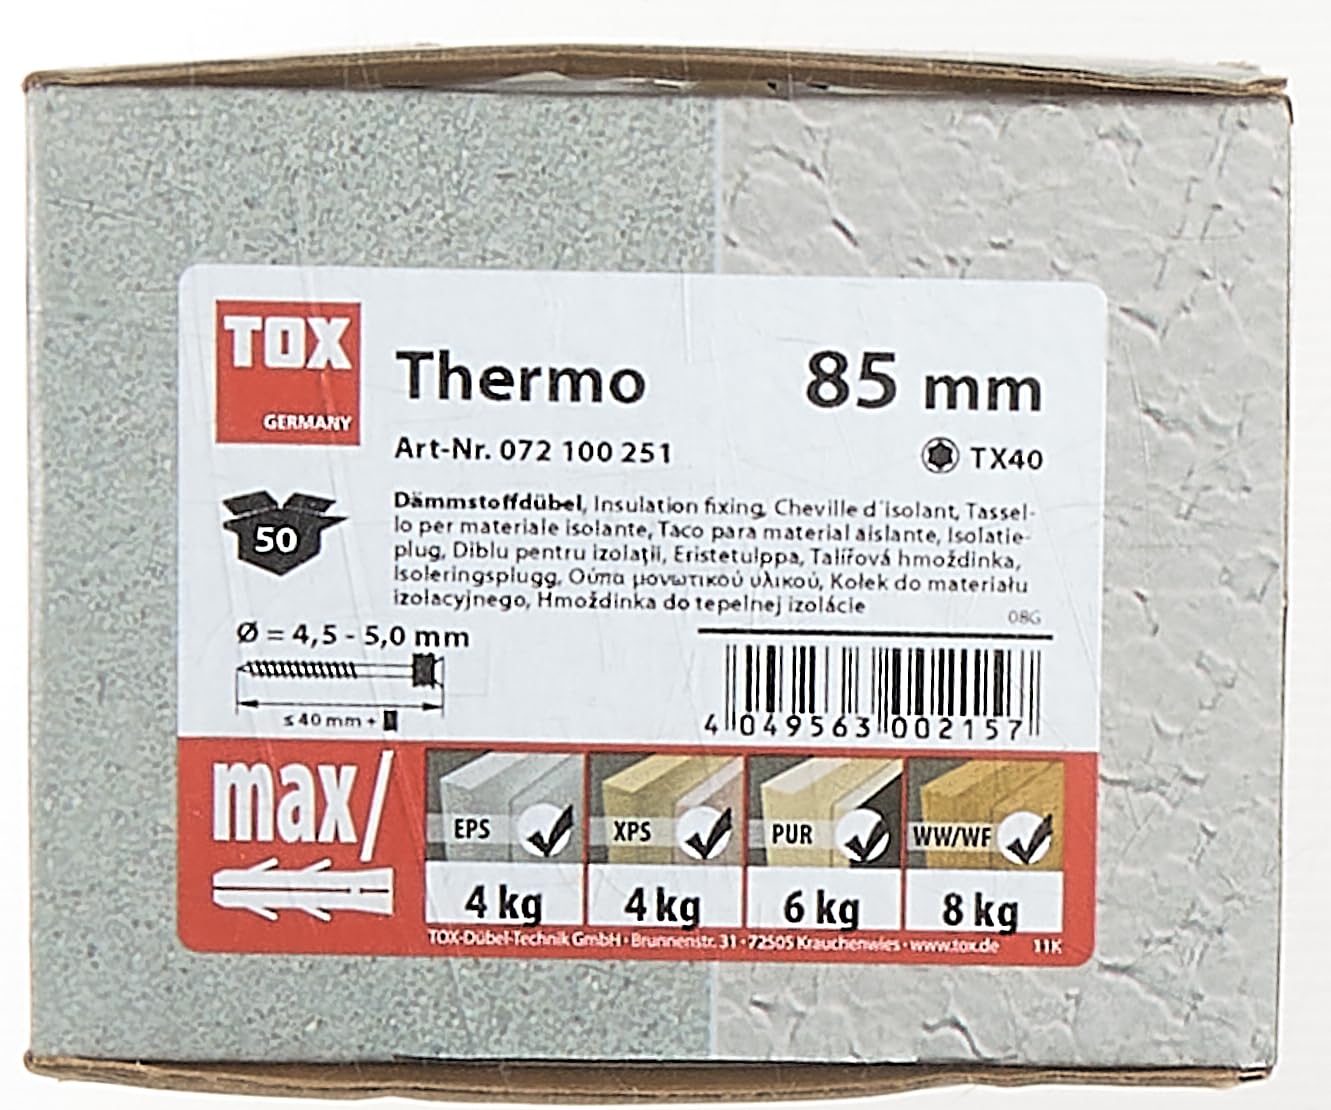 TOX
GERMANY
Thermo
85 mm
Art-Nr. 072 100 251
TX40
50
Dämmstoffdübel, Insulation fixing, Cheville d´isolant, Tassel-
lo per materiale isolante, Taco para material aislante, Isolatie-
plug, Diblu pentru izolaţii, Eristetulppa, Talířová hmoždinka,
Isoleringsplugg, Ούπα μονωτικού υλικού, Kołek do materiału
izolacyjnego, Hmoždinka do tepelnej izolácie
08G
Ø = 4,5 - 5,0 mm
≤ 40 mm +
4 049563 002157
max/
EPS
XPS
PUR
WW/WF
4 kg
4 kg
6 kg
8 kg
TOX-Dübel-Technik GmbH · Brunnenstr. 31 · 72505 Krauchenwies · www.tox.de
11K